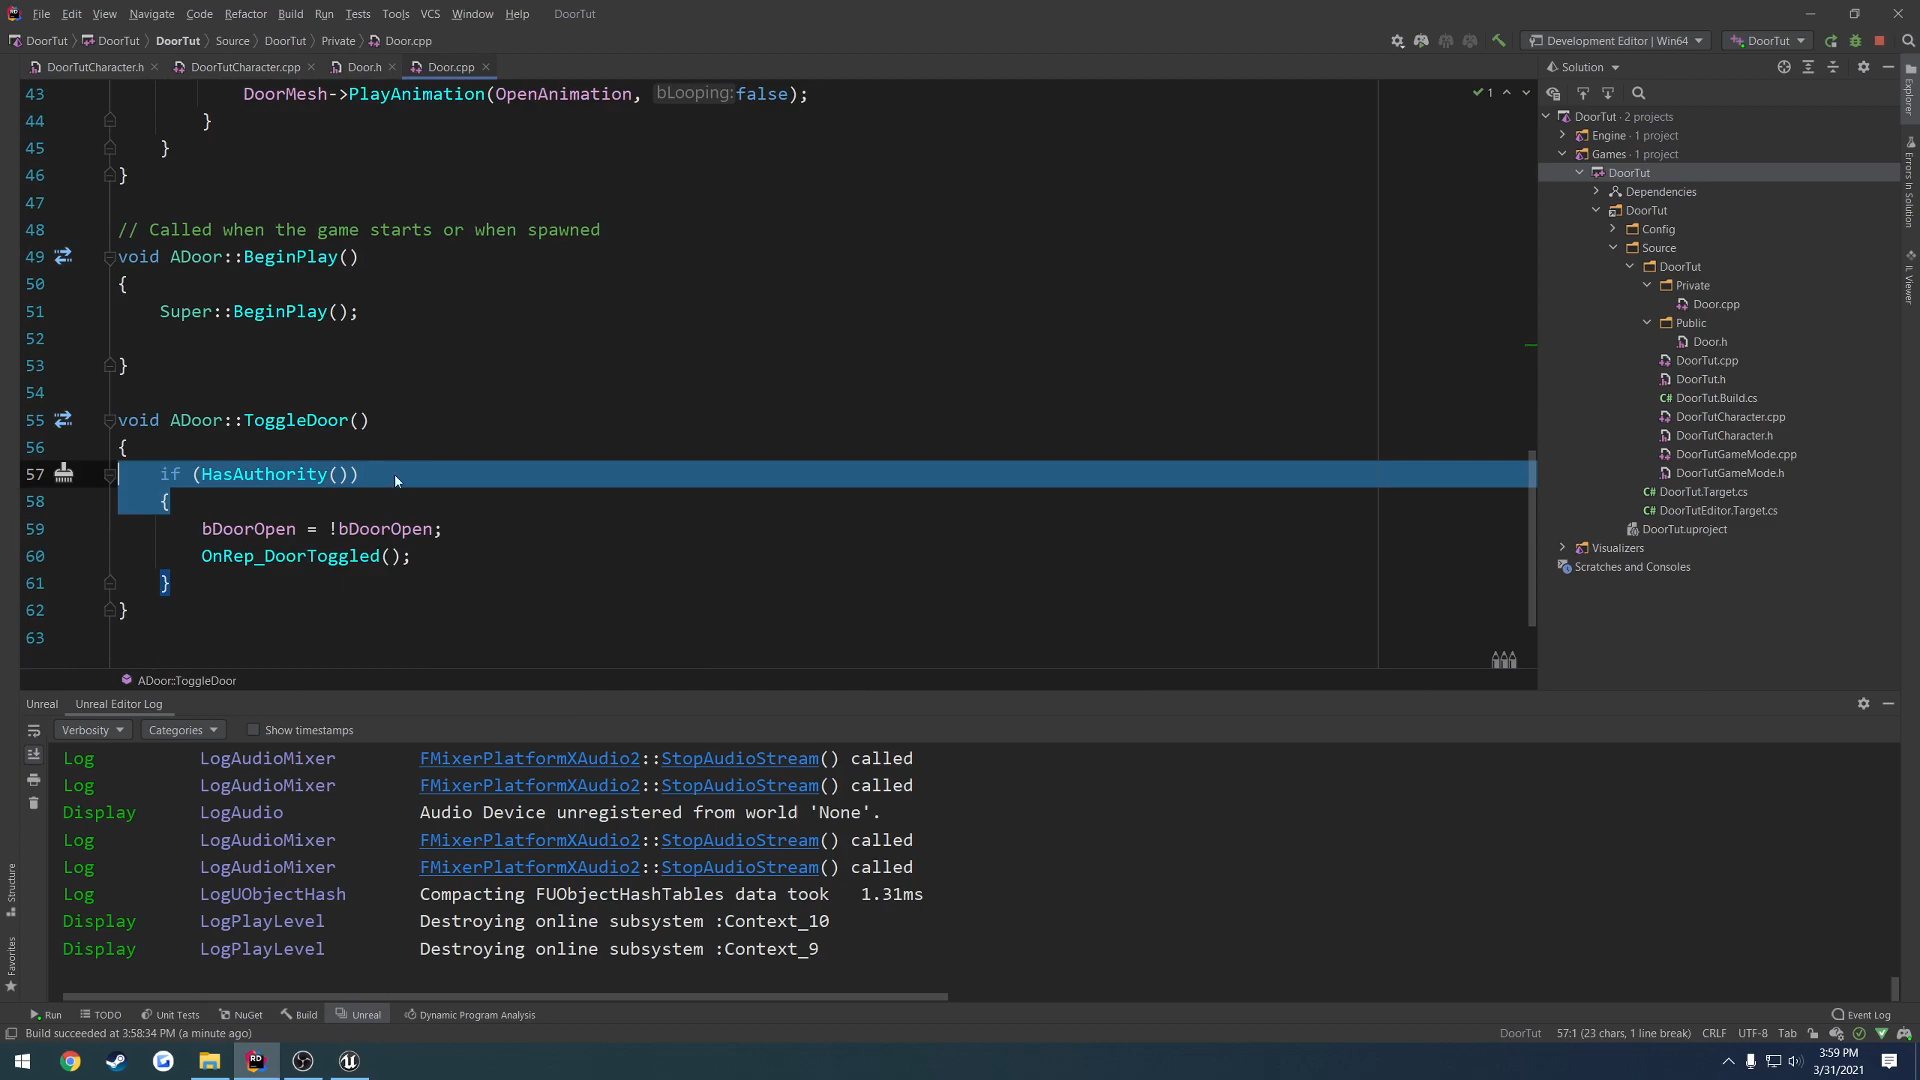 File Edit View Navigate Code Refactor Build Run Tests Tools VCS Window Help DoorTut
DoorTut DoorTut DoorTut Source DoorTut Private Door.cpp
Development Editor | Win64 DoorTut
DoorTutCharacter.h DoorTutCharacter.cpp Door.h Door.cpp
43 DoorMesh->PlayAnimation(OpenAnimation, bLooping:false);
44 }
45 }
46 }
47
48 // Called when the game starts or when spawned
49 void ADoor::BeginPlay()
50 {
51 Super::BeginPlay();
52
53 }
54
55 void ADoor::ToggleDoor()
56 {
57 if (HasAuthority())
58 {
59 bDoorOpen = !bDoorOpen;
60 OnRep_DoorToggled();
61 }
62 }
63
1
ADoor::ToggleDoor
Solution
DoorTut · 2 projects
Engine · 1 project
Games · 1 project
DoorTut
Dependencies
DoorTut
Config
Source
DoorTut
Private
Door.cpp
Public
Door.h
DoorTut.cpp
DoorTut.h
C# DoorTut.Build.cs
DoorTutCharacter.cpp
DoorTutCharacter.h
DoorTutGameMode.cpp
DoorTutGameMode.h
C# DoorTut.Target.cs
C# DoorTutEditor.Target.cs
DoorTut.uproject
Visualizers
Scratches and Consoles
Explorer
Errors In Solution
IL Viewer
Unreal Unreal Editor Log
Verbosity Categories Show timestamps
Log LogAudioMixer FMixerPlatformXAudio2::StopAudioStream() called
Log LogAudioMixer FMixerPlatformXAudio2::StopAudioStream() called
Display LogAudio Audio Device unregistered from world 'None'.
Log LogAudioMixer FMixerPlatformXAudio2::StopAudioStream() called
Log LogAudioMixer FMixerPlatformXAudio2::StopAudioStream() called
Log LogUObjectHash Compacting FUObjectHashTables data took 1.31ms
Display LogPlayLevel Destroying online subsystem :Context_10
Display LogPlayLevel Destroying online subsystem :Context_9
Structure
Favorites
Run TODO Unit Tests NuGet Build Unreal Dynamic Program Analysis Event Log
Build succeeded at 3:58:34 PM (a minute ago) DoorTut 57:1 (23 chars, 1 line break) CRLF UTF-8 Tab
RD
3:59 PM
3/31/2021